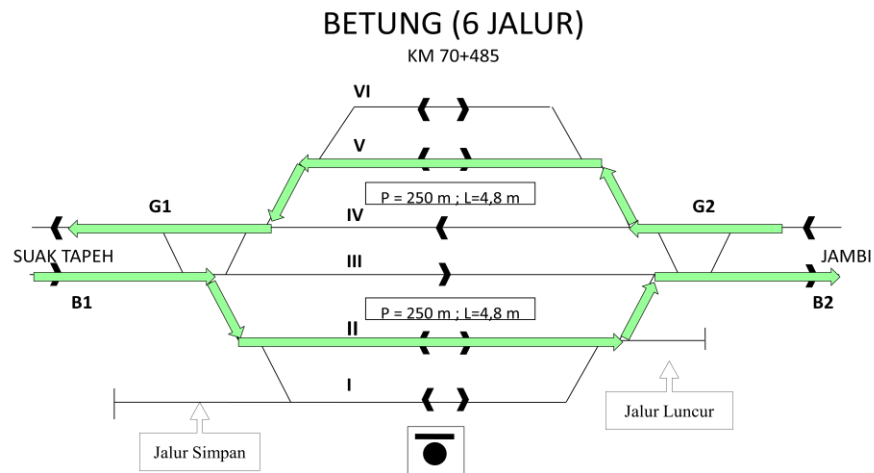 BETUNG (6 JALUR)
KM 70+485
VI
V
P = 250 m ; L=4,8 m
G1
IV
G2
SUAK TAPEH
III
JAMBI
B1
B2
P = 250 m ; L=4,8 m
II
I
Jalur Luncur
Jalur Simpan